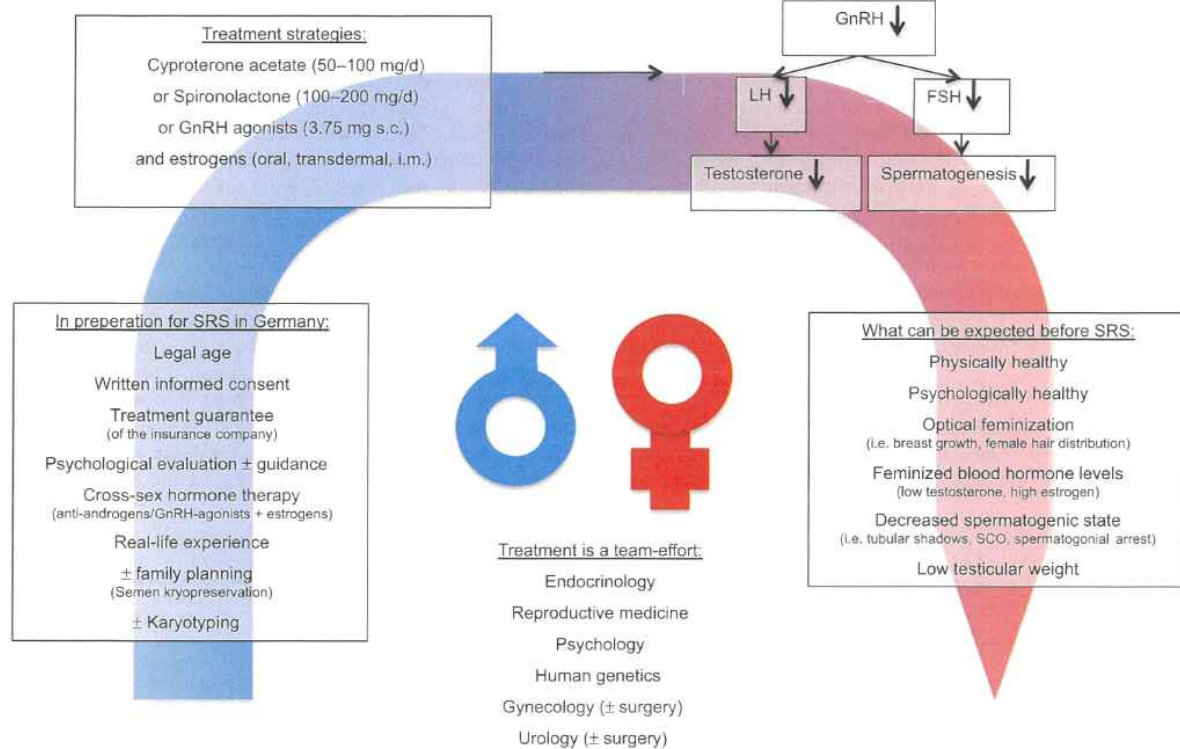 Treatment strategies:
Cyproterone acetate (50–100 mg/d)
or Spironolactone (100–200 mg/d)
or GnRH agonists (3.75 mg s.c.)
and estrogens (oral, transdermal, i.m.)
GnRH
LH
FSH
Testosterone
Spermatogenesis
In preperation for SRS in Germany:
Legal age
Written informed consent
Treatment guarantee
(of the insurance company)
Psychological evaluation ± guidance
Cross-sex hormone therapy
(anti-androgens/GnRH-agonists + estrogens)
Real-life experience
± family planning
(Semen kryopreservation)
± Karyotyping
Treatment is a team-effort:
Endocrinology
Reproductive medicine
Psychology
Human genetics
Gynecology (± surgery)
Urology (± surgery)
What can be expected before SRS:
Physically healthy
Psychologically healthy
Optical feminization
(i.e. breast growth, female hair distribution)
Feminized blood hormone levels
(low testosterone, high estrogen)
Decreased spermatogenic state
(i.e. tubular shadows, SCO, spermatogonial arrest)
Low testicular weight